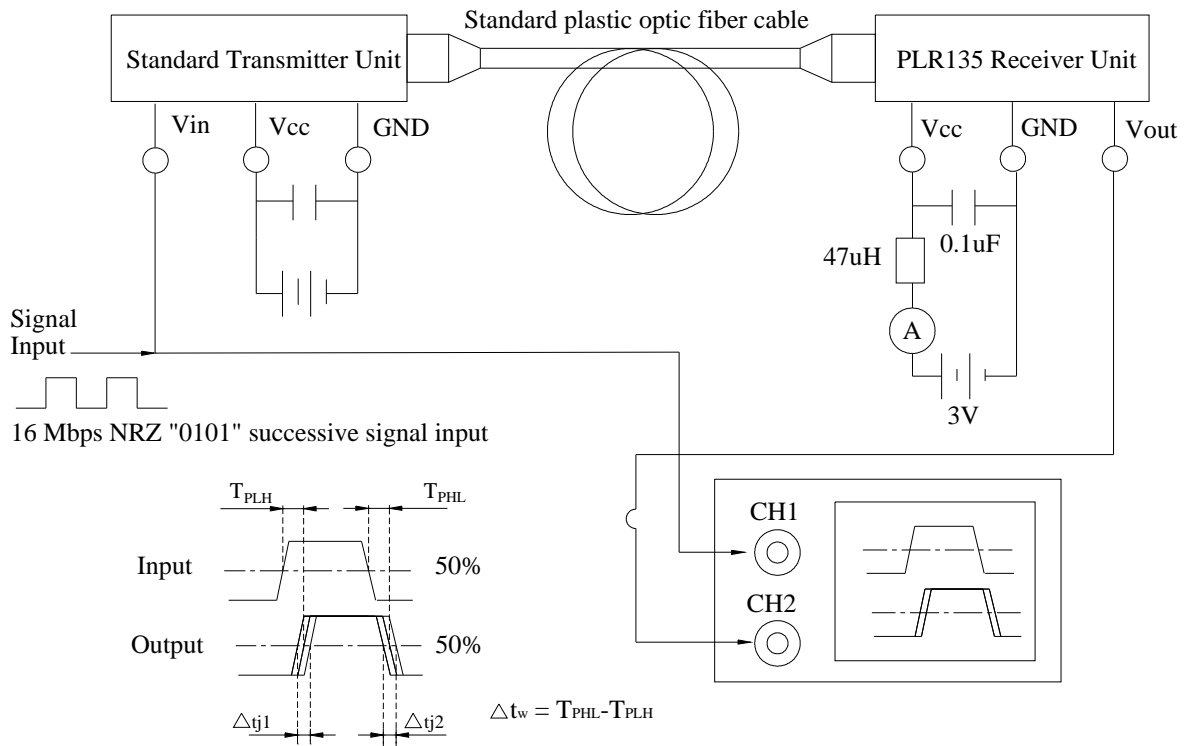 Standard plastic optic fiber cable
Standard Transmitter Unit
PLR135 Receiver Unit
Vin
Vcc
GND
Vcc
GND
Vout
47uH
0.1uF
A
3V
Signal
Input
16 Mbps NRZ "0101" successive signal input
TPLH
TPHL
Input
50%
Output
50%
△tj1
△tj2
△tw = TPHL-TPLH
CH1
CH2